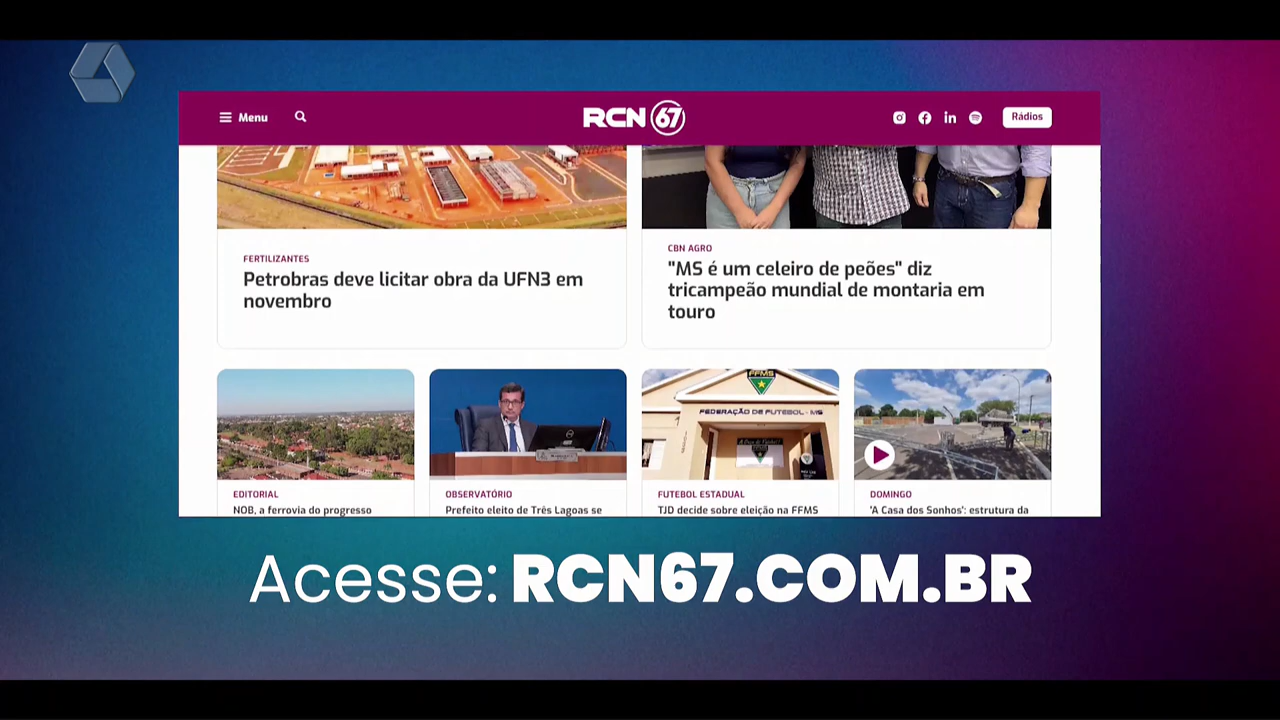 Menu
RCN 67
Rádios
FERTILIZANTES
Petrobras deve licitar obra da UFN3 em
novembro
CBN AGRO
"MS é um celeiro de peões" diz
tricampeão mundial de montaria em
touro
FFMS
FEDERAÇÃO DE FUTEBOL - MS
EDITORIAL
NOB, a ferrovia do progresso
OBSERVATÓRIO
Prefeito eleito de Três Lagoas se
FUTEBOL ESTADUAL
TJD decide sobre eleição na FFMS
DOMINGO
'A Casa dos Sonhos': estrutura da
Acesse: RCN67.COM.BR